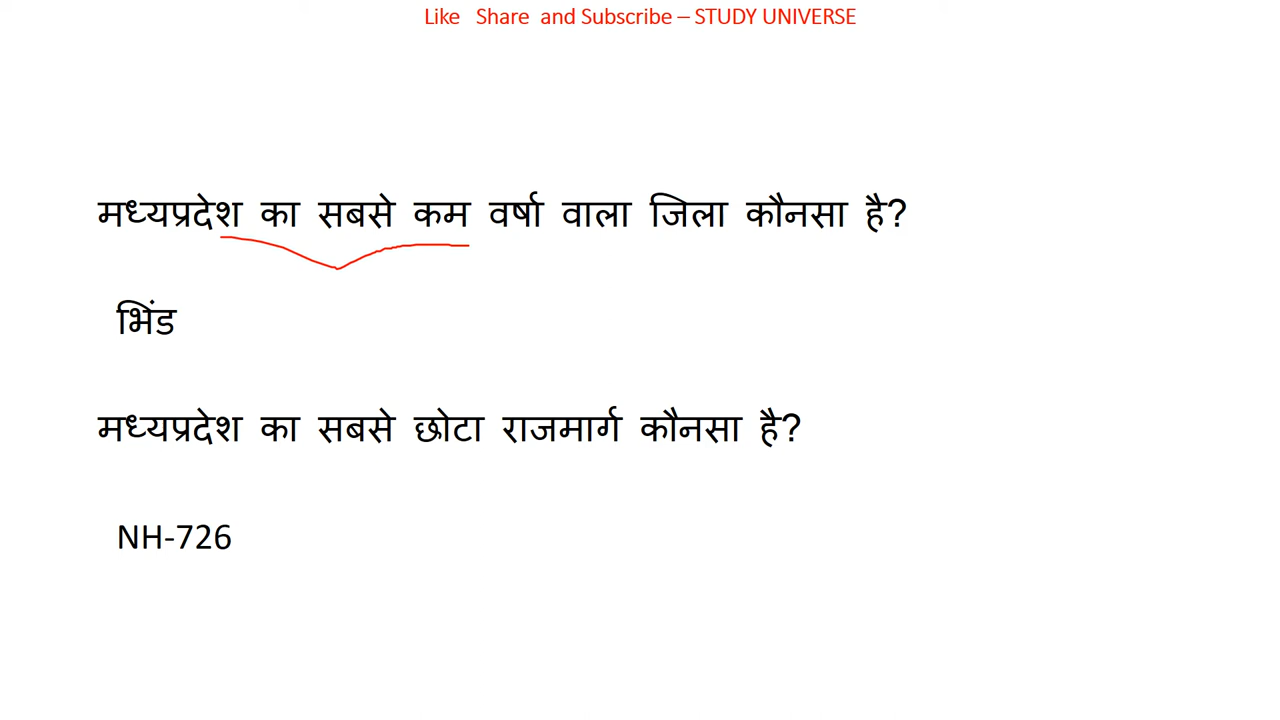 Like Share and Subscribe – STUDY UNIVERSE
मध्यप्रदेश का सबसे कम वर्षा वाला जिला कौनसा है?
भिंड
मध्यप्रदेश का सबसे छोटा राजमार्ग कौनसा है?
NH-726